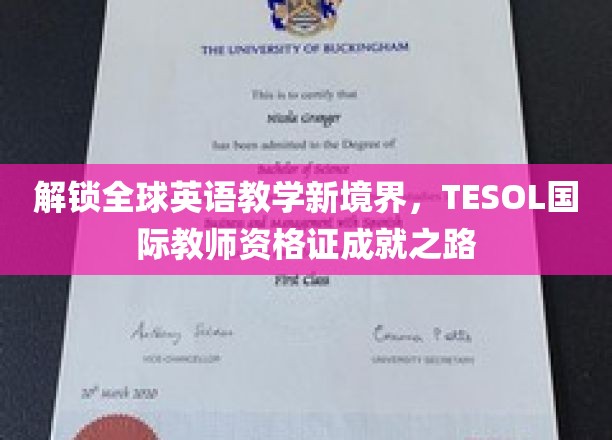 THE UNIVERSITY OF BUCKINGHAM
This is to certify that
Nicola Granger
has been admitted to the Degree of
Bachelor of Science
解锁全球英语教学新境界，TESOL国
际教师资格证成就之路
Business and Management with Spanish
First Class
VICE-CHANCELLOR
UNIVERSITY SECRETARY
20th March 2020